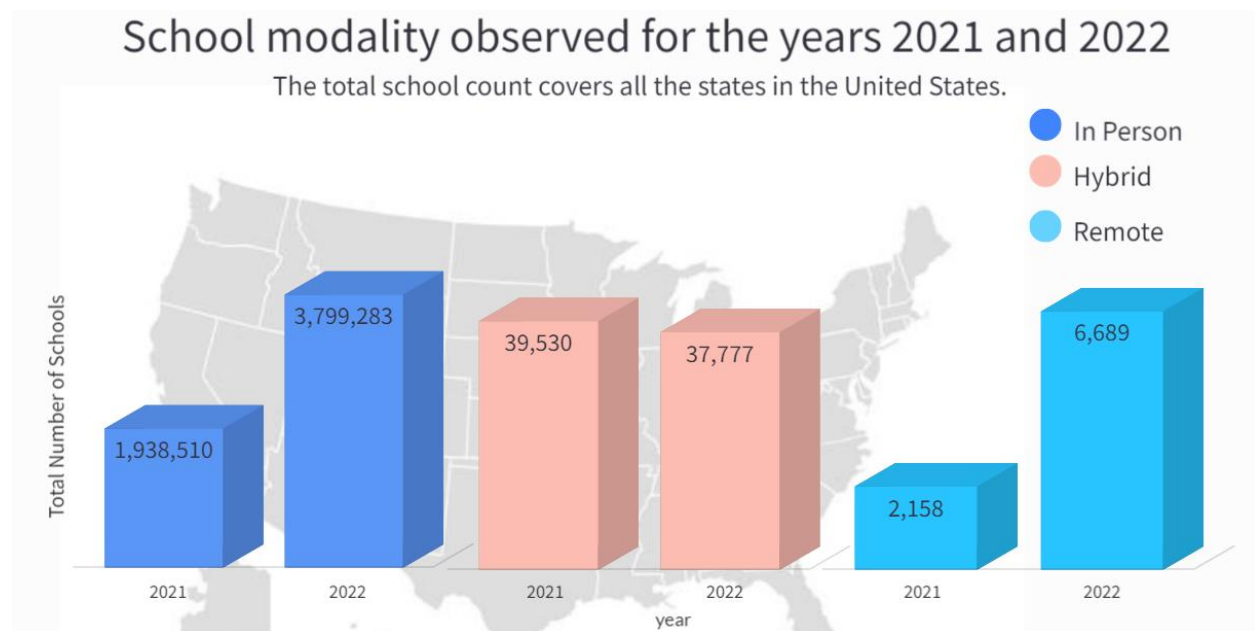 School modality observed for the years 2021 and 2022
The total school count covers all the states in the United States.
In Person
Hybrid
Remote
Total Number of Schools
1,938,510
3,799,283
39,530
37,777
2,158
6,689
2021
2022
2021
2022
2021
2022
year